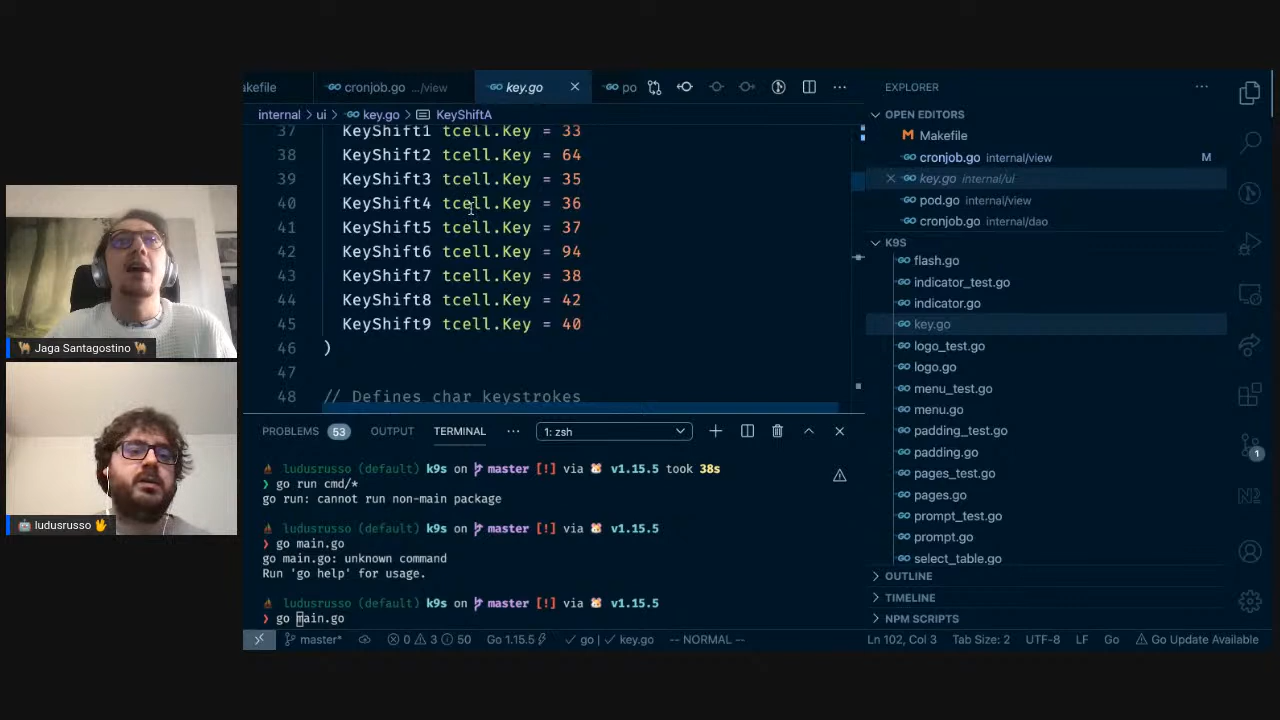 🐪 Jaga Santagostino 🐪
🤖 ludusrusso 🖖
akefile
cronjob.go .../view
key.go
po
internal > ui > key.go > KeyShiftA
37 KeyShift1 tcell.Key = 33
38 KeyShift2 tcell.Key = 64
39 KeyShift3 tcell.Key = 35
40 KeyShift4 tcell.Key = 36
41 KeyShift5 tcell.Key = 37
42 KeyShift6 tcell.Key = 94
43 KeyShift7 tcell.Key = 38
44 KeyShift8 tcell.Key = 42
45 KeyShift9 tcell.Key = 40
46 )
47
48 // Defines char keystrokes
PROBLEMS 53 OUTPUT TERMINAL ... 1: zsh
ludusrusso (default) k9s on master [!] via 🐹 v1.15.5 took 38s
❯ go run cmd/*
go run: cannot run non-main package
ludusrusso (default) k9s on master [!] via 🐹 v1.15.5
❯ go main.go
go main.go: unknown command
Run 'go help' for usage.
ludusrusso (default) k9s on master [!] via 🐹 v1.15.5
❯ go main.go
EXPLORER
OPEN EDITORS
Makefile
cronjob.go internal/view M
key.go internal/ui
pod.go internal/view
cronjob.go internal/dao
K9S
flash.go
indicator_test.go
indicator.go
key.go
logo_test.go
logo.go
menu_test.go
menu.go
padding_test.go
padding.go
pages_test.go
pages.go
prompt_test.go
prompt.go
select_table.go
OUTLINE
TIMELINE
NPM SCRIPTS
1
master* 0 3 50 Go 1.15.5 go | key.go -- NORMAL -- Ln 102, Col 3 Tab Size: 2 UTF-8 LF Go Go Update Available